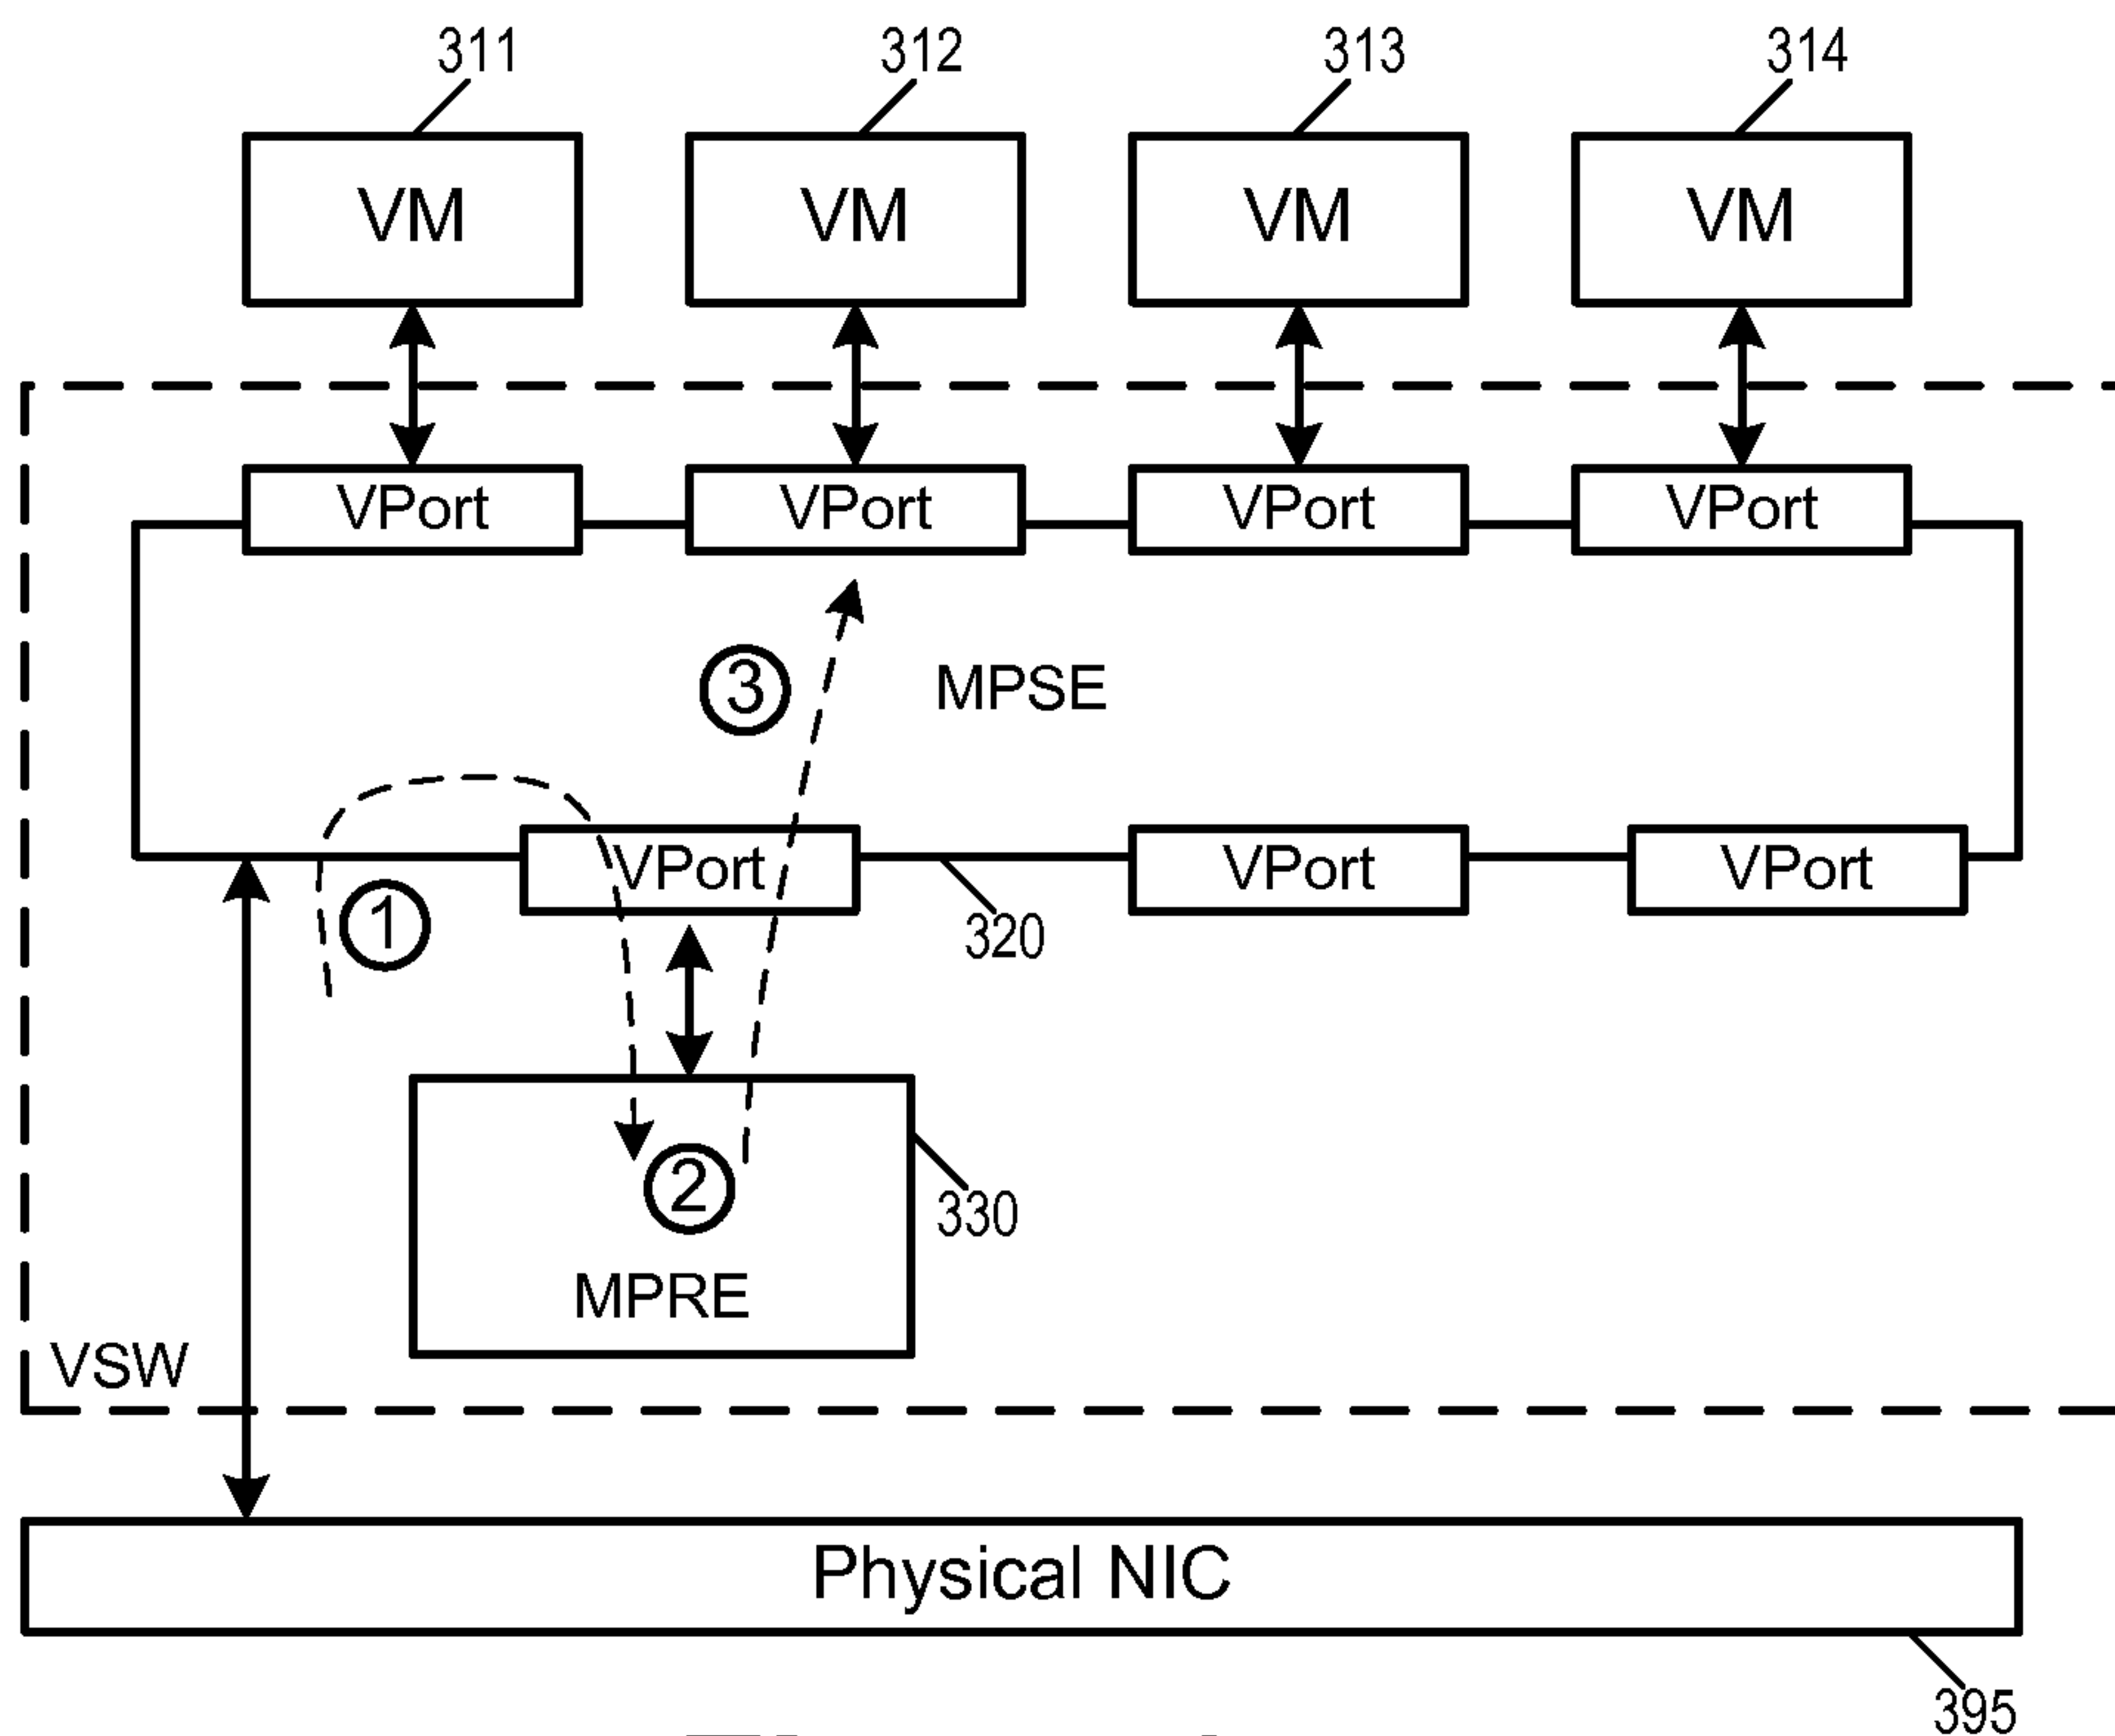 311 312 313 314
VM VM VM VM
VPort VPort VPort VPort
3 MPSE
VPort VPort VPort
1 320
2 330
MPRE
VSW
Physical NIC
395